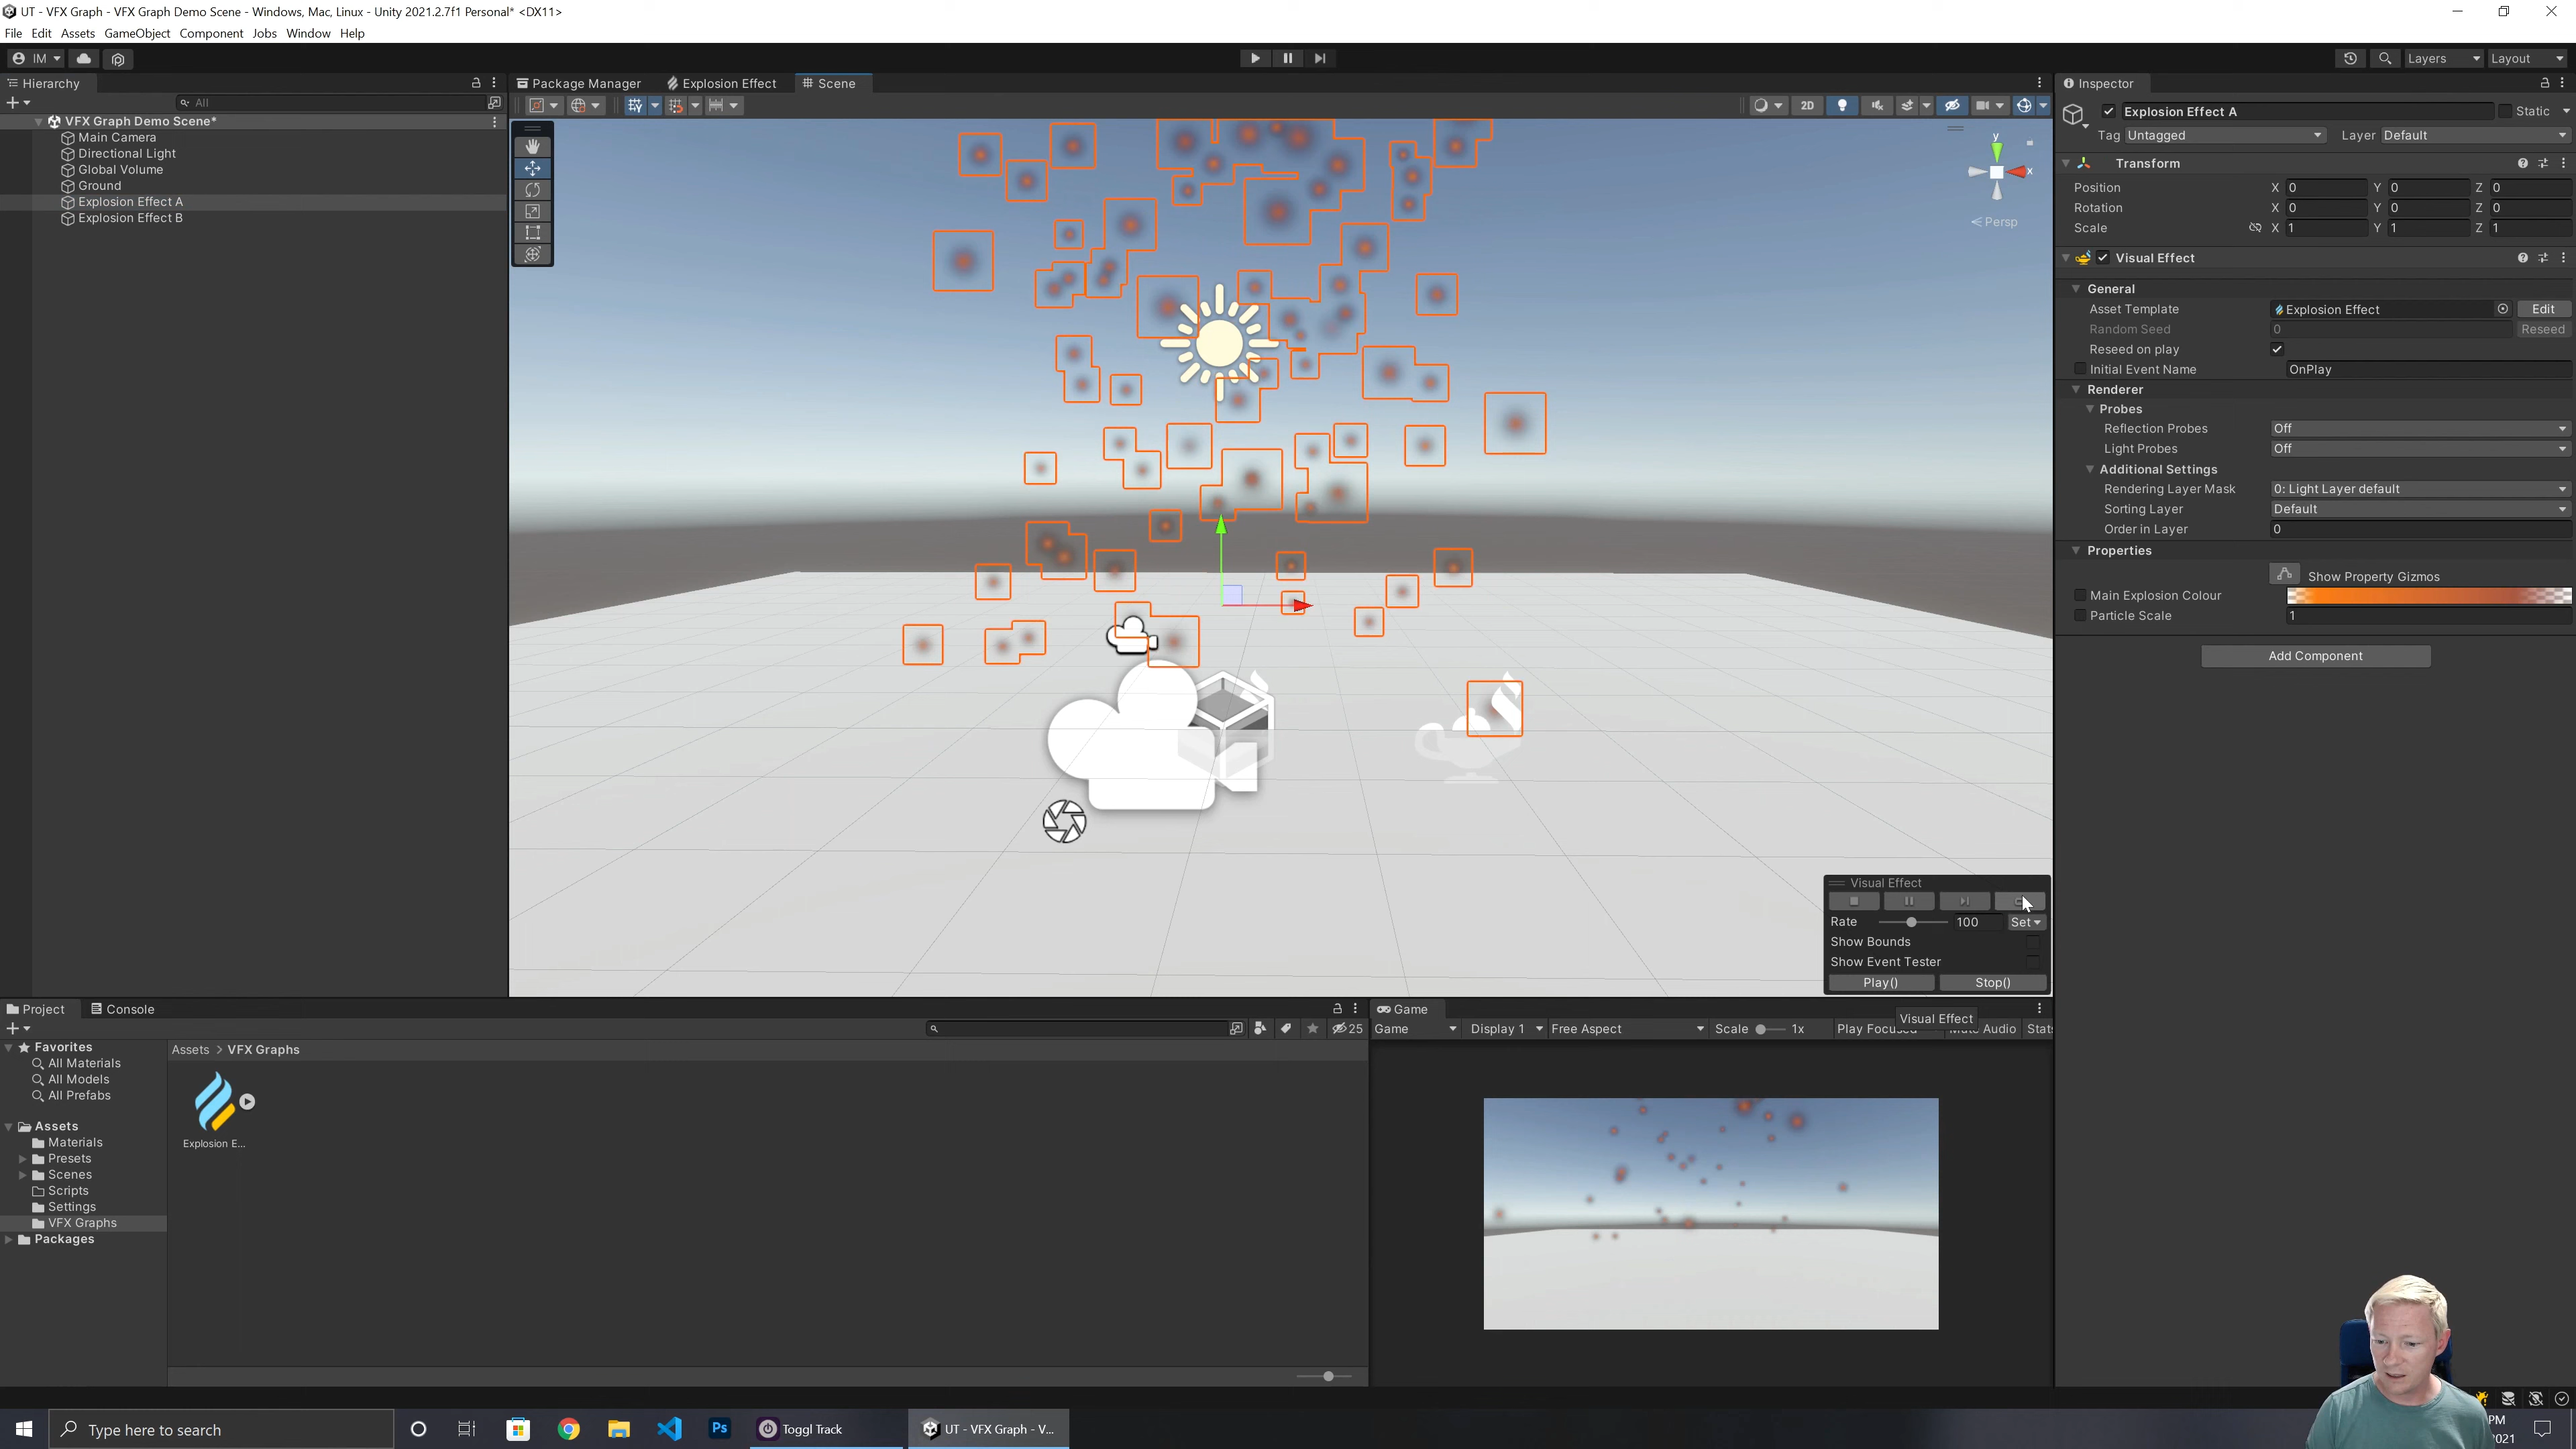 UT - VFX Graph - VFX Graph Demo Scene - Windows, Mac, Linux - Unity 2021.2.7f1 Personal* <DX11>
File Edit Assets GameObject Component Jobs Window Help
IM Layers Layout
Hierarchy
All
VFX Graph Demo Scene*
Main Camera
Directional Light
Global Volume
Ground
Explosion Effect A
Explosion Effect B
Package Manager Explosion Effect Scene
2D
y
x
Persp
Visual Effect
Rate 100 Set
Show Bounds
Show Event Tester
Play() Stop()
Inspector
Explosion Effect A Static
Tag Untagged Layer Default
Transform
Position X 0 Y 0 Z 0
Rotation X 0 Y 0 Z 0
Scale X 1 Y 1 Z 1
Visual Effect
General
Asset Template Explosion Effect Edit
Random Seed 0 Reseed
Reseed on play
Initial Event Name OnPlay
Renderer
Probes
Reflection Probes Off
Light Probes Off
Additional Settings
Rendering Layer Mask 0: Light Layer default
Sorting Layer Default
Order in Layer 0
Properties
Show Property Gizmos
Main Explosion Colour
Particle Scale 1
Add Component
Project Console
25
Favorites
All Materials
All Models
All Prefabs
Assets
Materials
Presets
Scenes
Scripts
Settings
VFX Graphs
Packages
Assets > VFX Graphs
Explosion E...
Game
Game Display 1 Free Aspect Scale 1x Play Audio
Visual Effect
Type here to search
Ps
Toggl Track
UT - VFX Graph - V...
PM